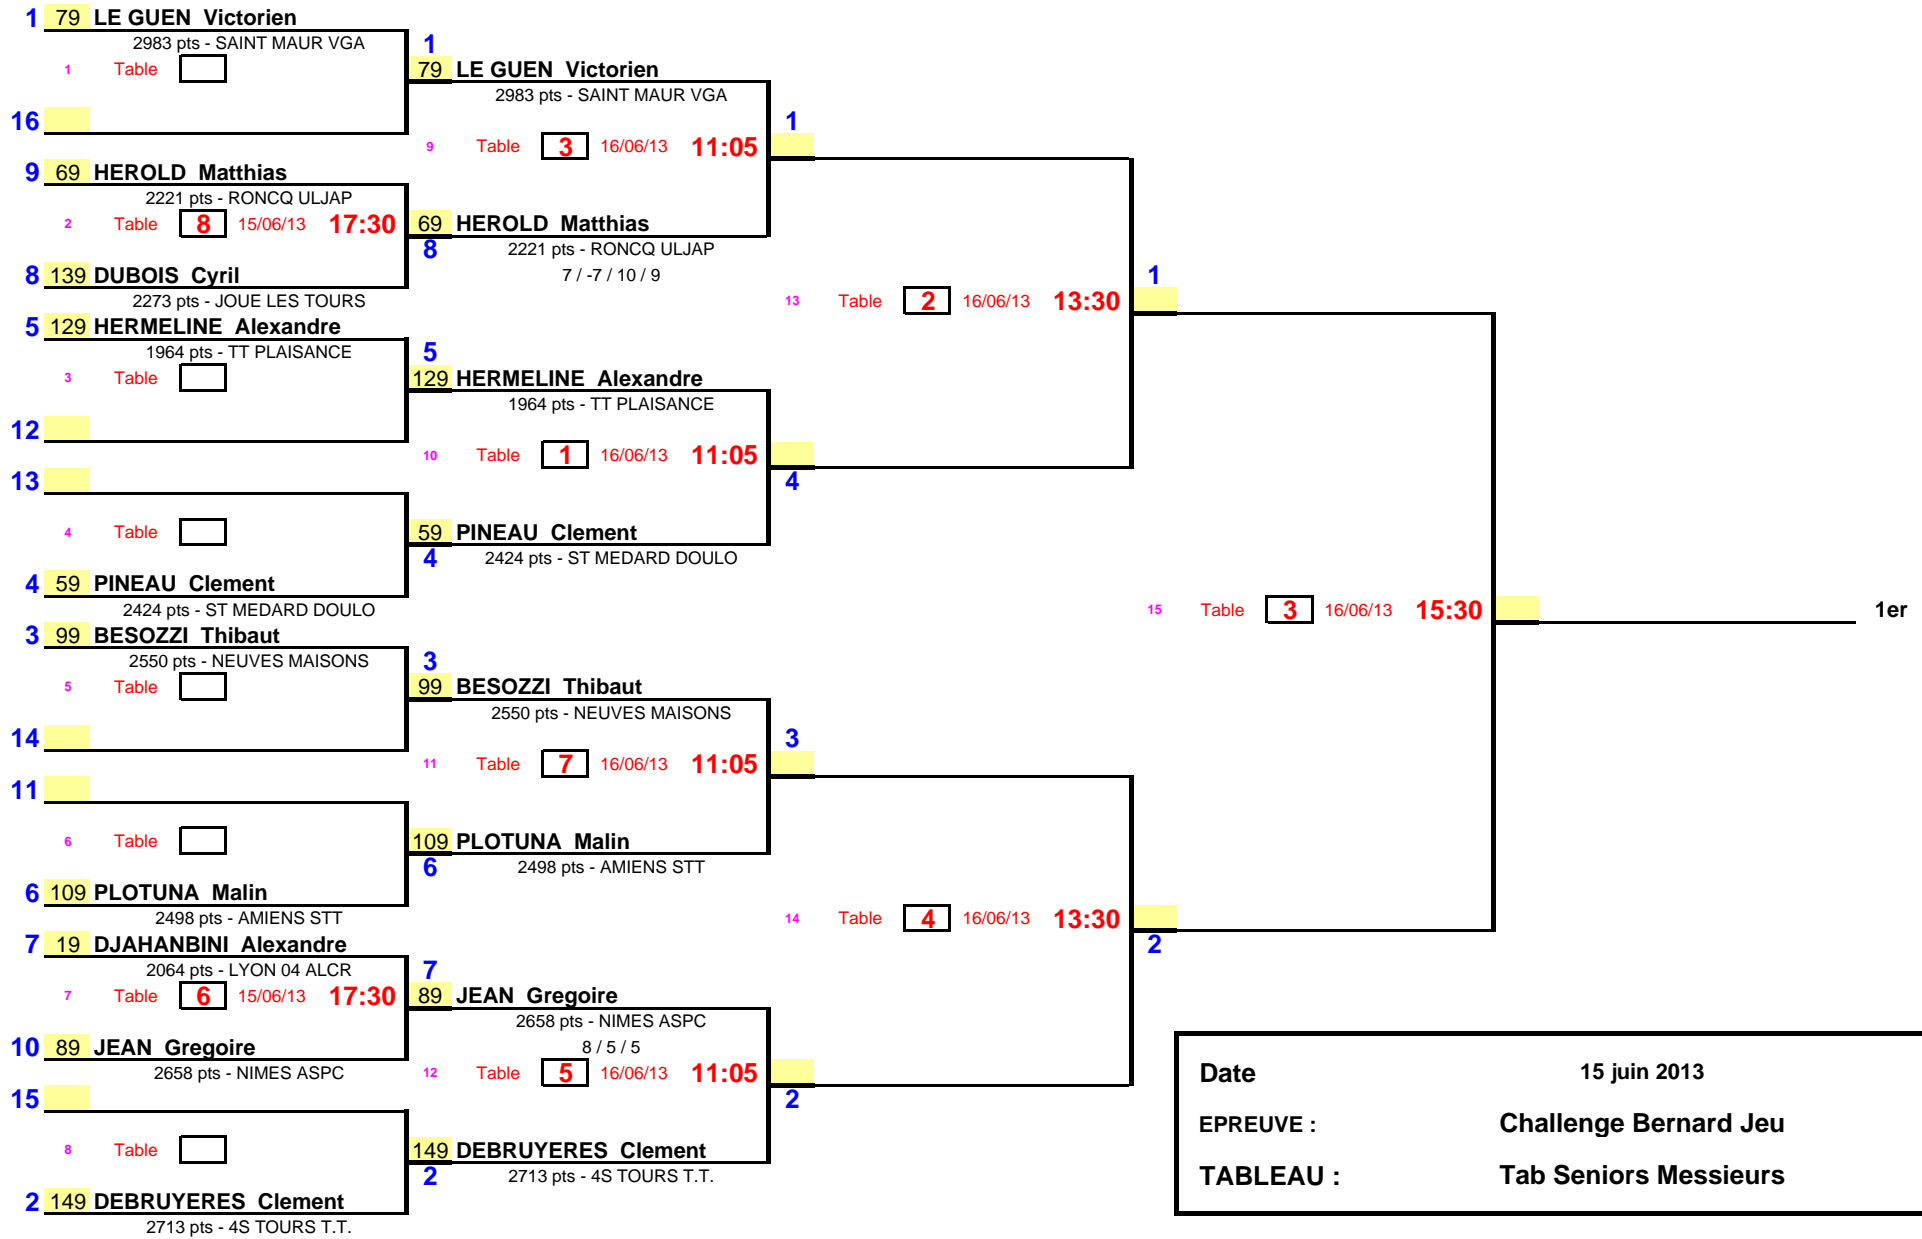 1 79 LE GUEN Victorien
2983 pts - SAINT MAUR VGA
1 Table
16
9 69 HEROLD Matthias
2221 pts - RONCQ ULJAP
2 Table 8 15/06/13 17:30
8 139 DUBOIS Cyril
2273 pts - JOUE LES TOURS
5 129 HERMELINE Alexandre
1964 pts - TT PLAISANCE
3 Table
12
13
4 Table
4 59 PINEAU Clement
2424 pts - ST MEDARD DOULO
3 99 BESOZZI Thibaut
2550 pts - NEUVES MAISONS
5 Table
14
11
6 Table
6 109 PLOTUNA Malin
2498 pts - AMIENS STT
7 19 DJAHANBINI Alexandre
2064 pts - LYON 04 ALCR
7 Table 6 15/06/13 17:30
10 89 JEAN Gregoire
2658 pts - NIMES ASPC
15
8 Table
2 149 DEBRUYERES Clement
2713 pts - 4S TOURS T.T.
1
79 LE GUEN Victorien
2983 pts - SAINT MAUR VGA
9 Table 3 16/06/13 11:05
69 HEROLD Matthias
8
2221 pts - RONCQ ULJAP
7 / -7 / 10 / 9
5
129 HERMELINE Alexandre
1964 pts - TT PLAISANCE
10 Table 1 16/06/13 11:05
59 PINEAU Clement
4
2424 pts - ST MEDARD DOULO
3
99 BESOZZI Thibaut
2550 pts - NEUVES MAISONS
11 Table 7 16/06/13 11:05
109 PLOTUNA Malin
6
2498 pts - AMIENS STT
7
89 JEAN Gregoire
2658 pts - NIMES ASPC
8 / 5 / 5
12 Table 5 16/06/13 11:05
149 DEBRUYERES Clement
2
2713 pts - 4S TOURS T.T.
1
13 Table 2 16/06/13 13:30
4
3
14 Table 4 16/06/13 13:30
2
1
15 Table 3 16/06/13 15:30
2
1er
Date 15 juin 2013
EPREUVE : Challenge Bernard Jeu
TABLEAU : Tab Seniors Messieurs